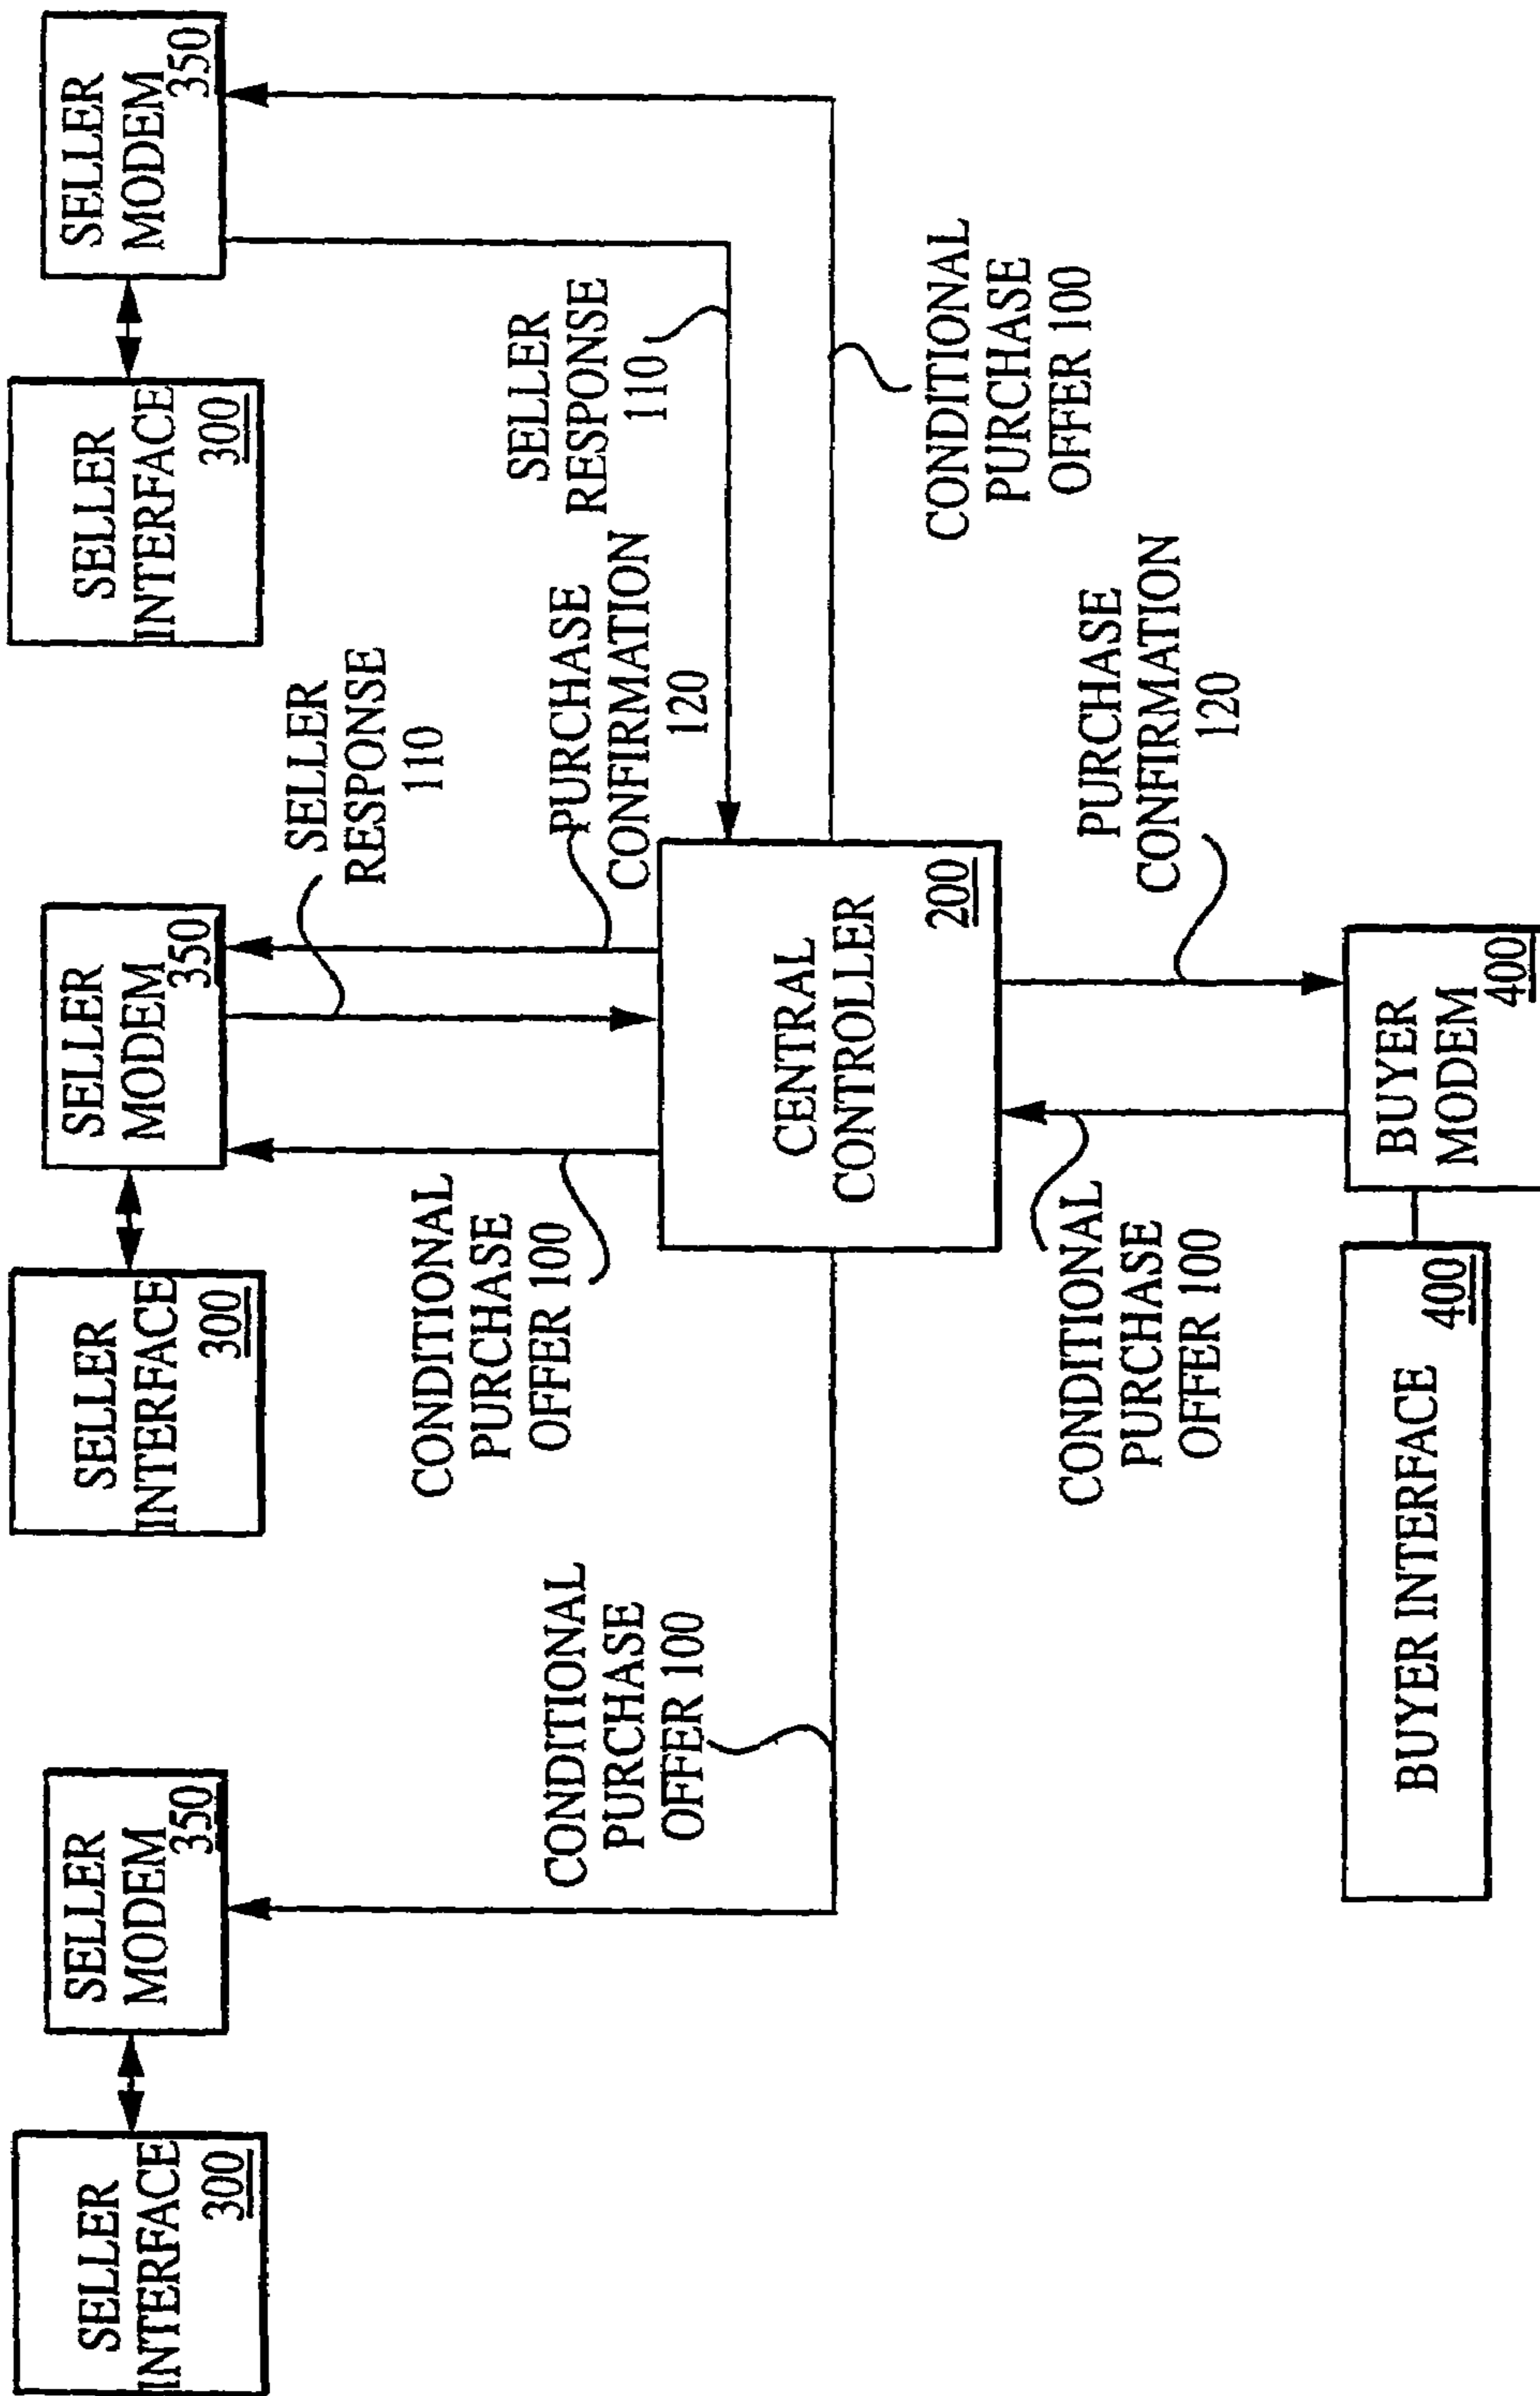 SELLER
INTERFACE
300
SELLER
MODEM
350
SELLER
INTERFACE
300
SELLER
MODEM
350
SELLER
INTERFACE
300
SELLER
MODEM
350
SELLER
RESPONSE
110
CONDITIONAL
PURCHASE
OFFER 100
SELLER
RESPONSE
110
CONDITIONAL
PURCHASE
OFFER 100
PURCHASE
CONFIRMATION
120
CENTRAL
CONTROLLER
200
CONDITIONAL
PURCHASE
OFFER 100
CONDITIONAL
PURCHASE
OFFER 100
PURCHASE
CONFIRMATION
120
BUYER INTERFACE
400
BUYER
MODEM
400